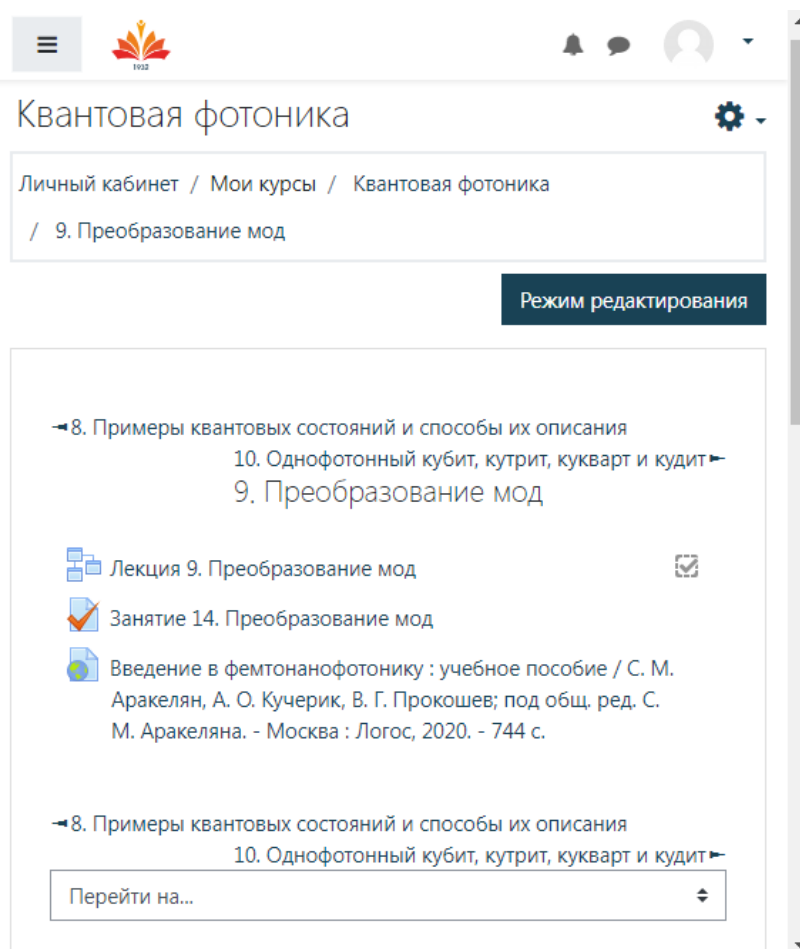 1932
Квантовая фотоника
Личный кабинет / Мои курсы / Квантовая фотоника
/ 9. Преобразование мод
Режим редактирования
8. Примеры квантовых состояний и способы их описания
10. Однофотонный кубит, кутрит, кукварт и кудит
9. Преобразование мод
Лекция 9. Преобразование мод
Занятие 14. Преобразование мод
Введение в фемтонанофотонику : учебное пособие / С. М.
Аракелян, А. О. Кучерик, В. Г. Прокошев; под общ. ред. С.
М. Аракеляна. - Москва : Логос, 2020. - 744 с.
8. Примеры квантовых состояний и способы их описания
10. Однофотонный кубит, кутрит, кукварт и кудит
Перейти на...